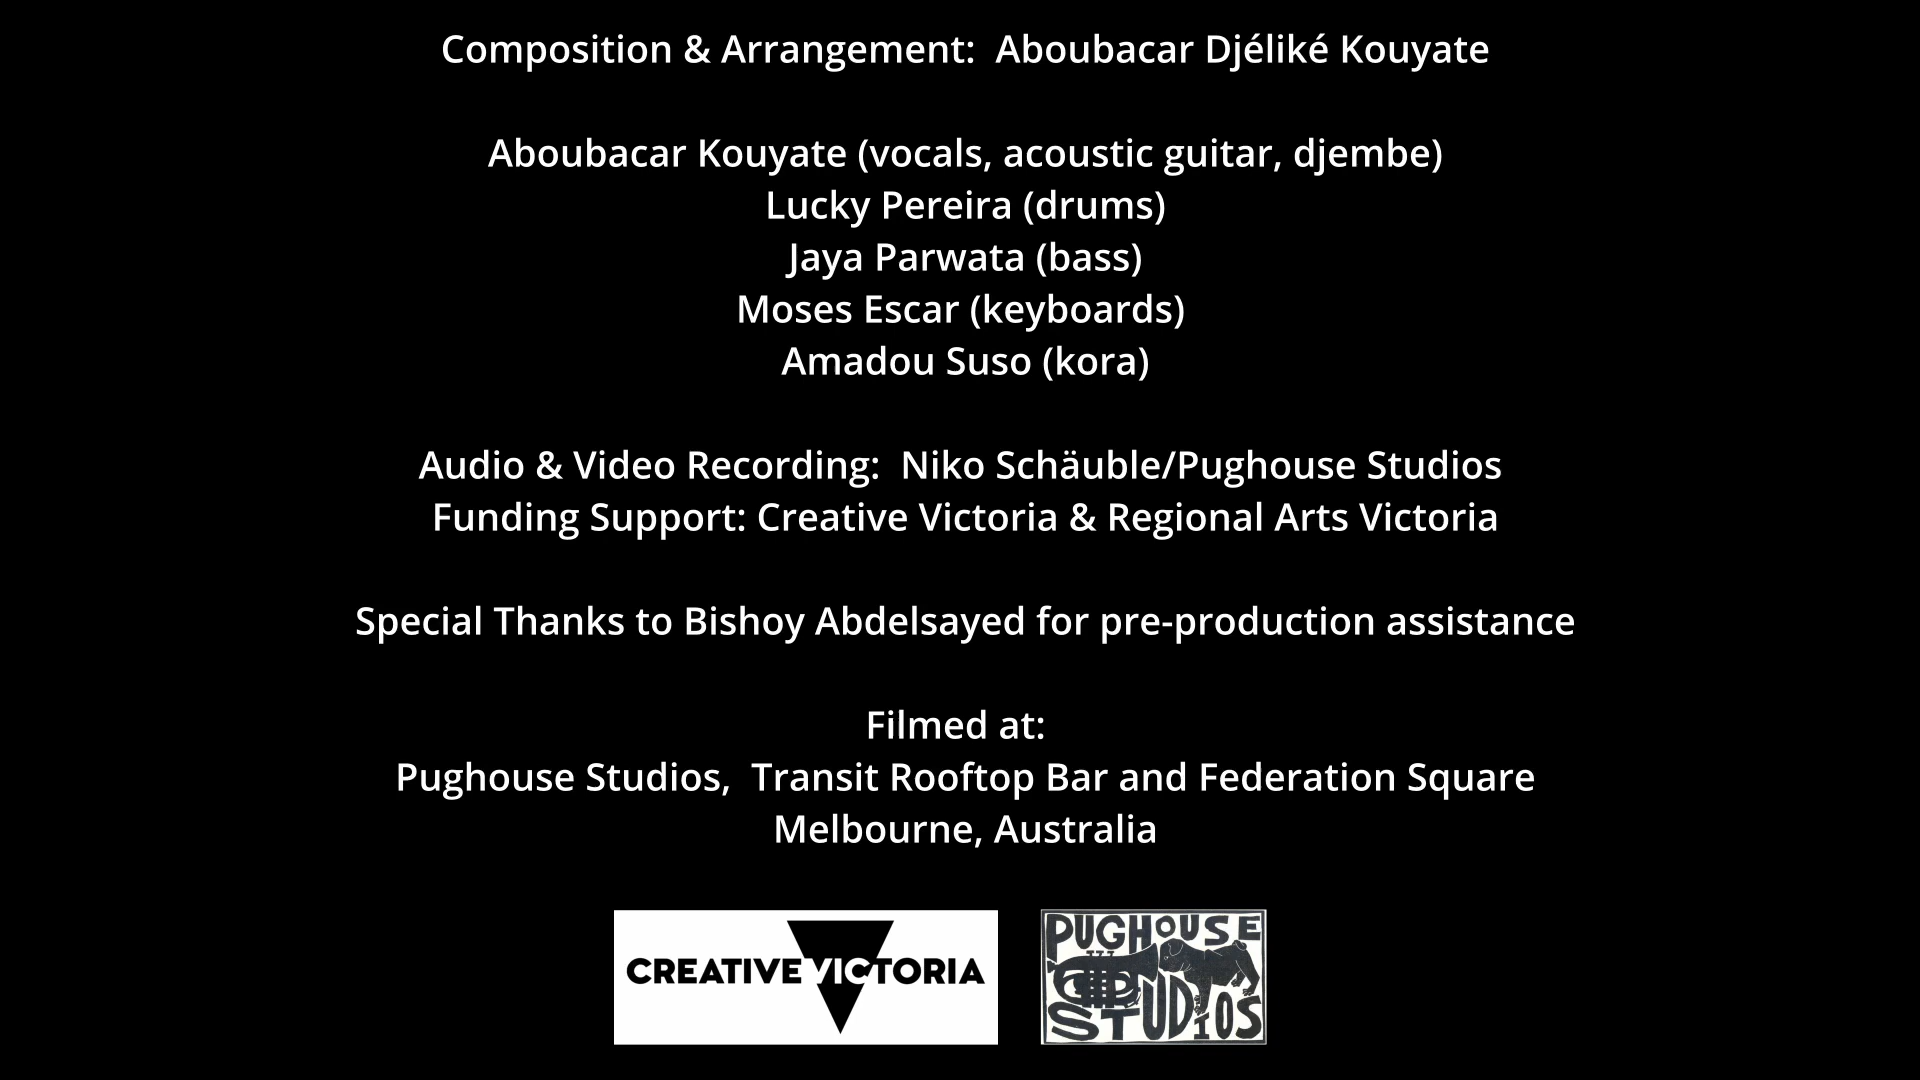 Composition & Arrangement:  Aboubacar Djéliké Kouyate
Aboubacar Kouyate (vocals, acoustic guitar, djembe)
Lucky Pereira (drums)
Jaya Parwata (bass)
Moses Escar (keyboards)
Amadou Suso (kora)
Audio & Video Recording:  Niko Schäuble/Pughouse Studios
Funding Support: Creative Victoria & Regional Arts Victoria
Special Thanks to Bishoy Abdelsayed for pre-production assistance
Filmed at:
Pughouse Studios,  Transit Rooftop Bar and Federation Square
Melbourne, Australia
CREATIVE VICTORIA
PUGHOUSE
STUDIOS